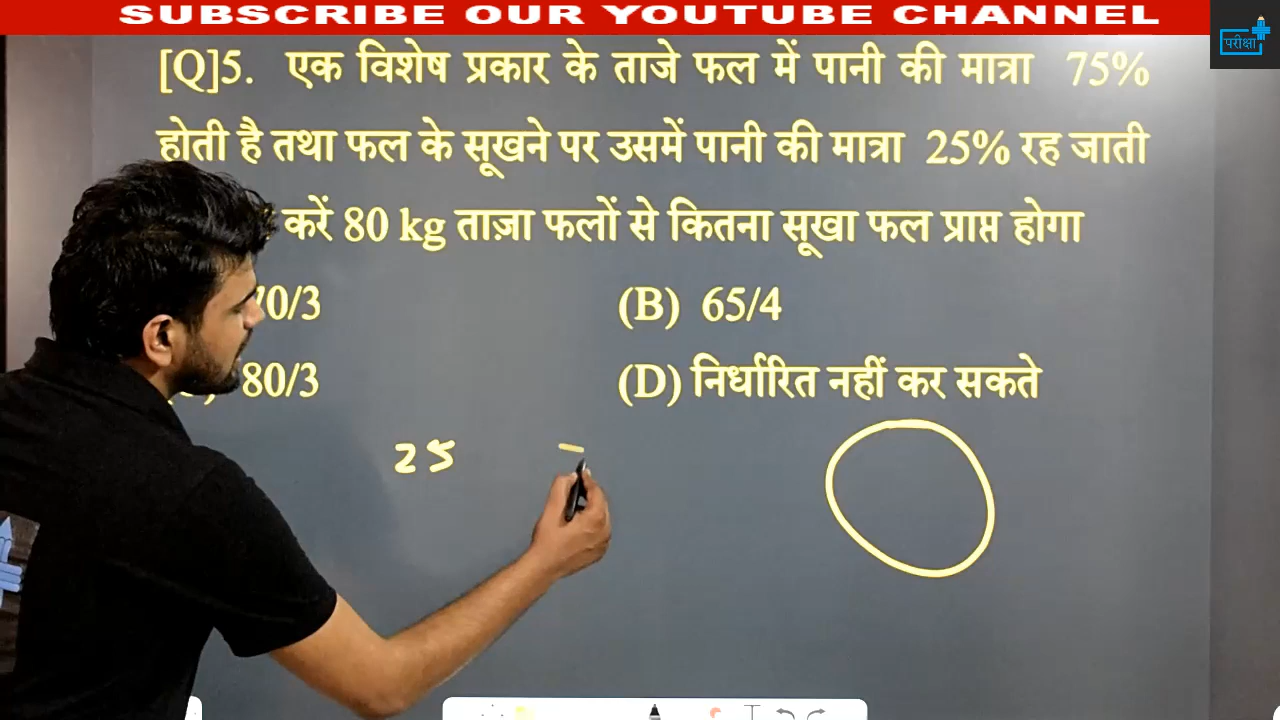 SUBSCRIBE OUR YOUTUBE CHANNEL
परीक्षा
[Q]5. एक विशेष प्रकार के ताजे फल में पानी की मात्रा 75%
होती है तथा फल के सूखने पर उसमें पानी की मात्रा 25% रह जाती
करें 80 kg ताज़ा फलों से कितना सूखा फल प्राप्त होगा
70/3
(B) 65/4
80/3
(D) निर्धारित नहीं कर सकते
25